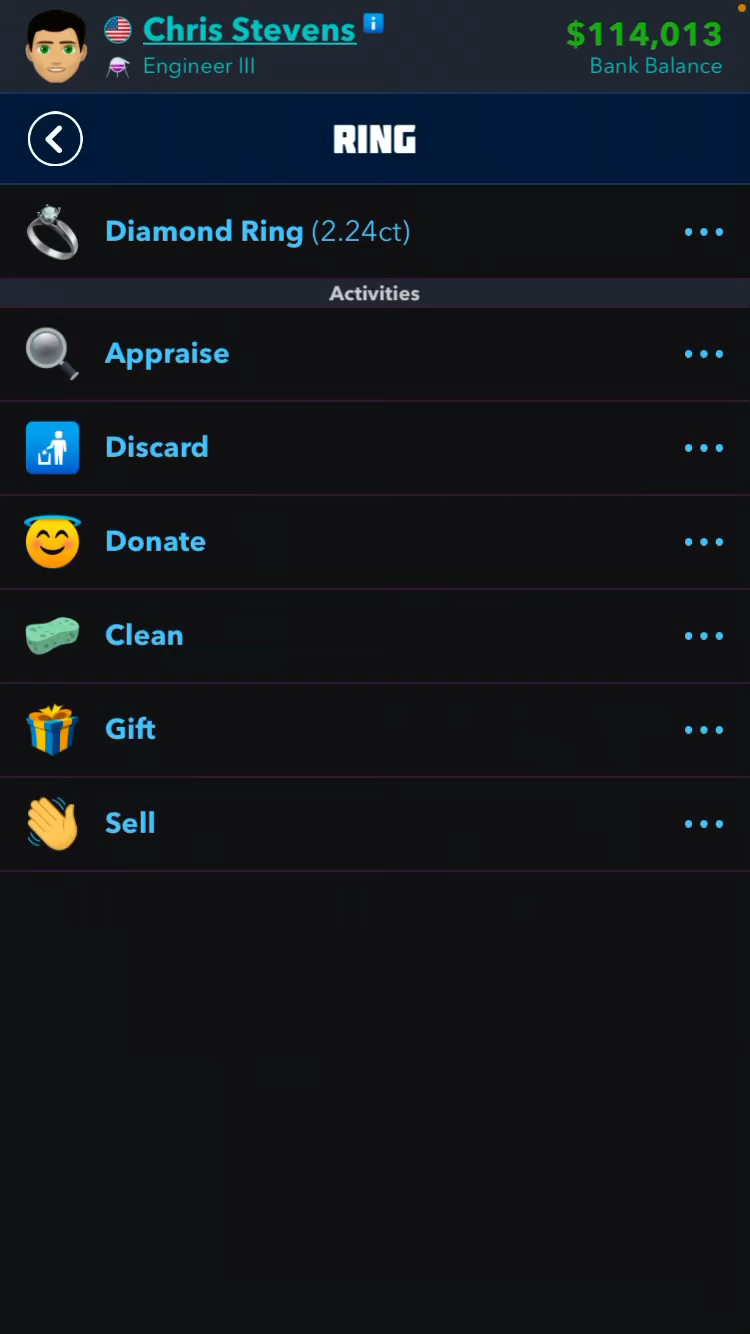 Chris Stevens
Engineer III
$114,013
Bank Balance
RING
Diamond Ring (2.24ct)
Activities
Appraise
Discard
Donate
Clean
Gift
Sell